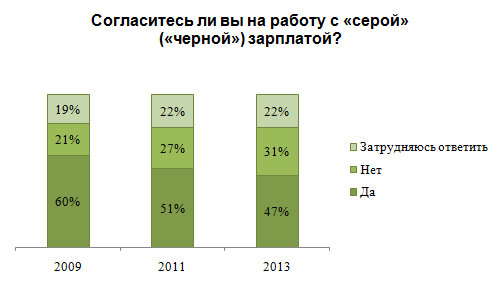 Согласитесь ли вы на работу с «серой»
(«черной») зарплатой?
19% 22% 22%
21% 27% 31%
60% 51% 47%
Затрудняюсь ответить
Нет
Да
2009 2011 2013